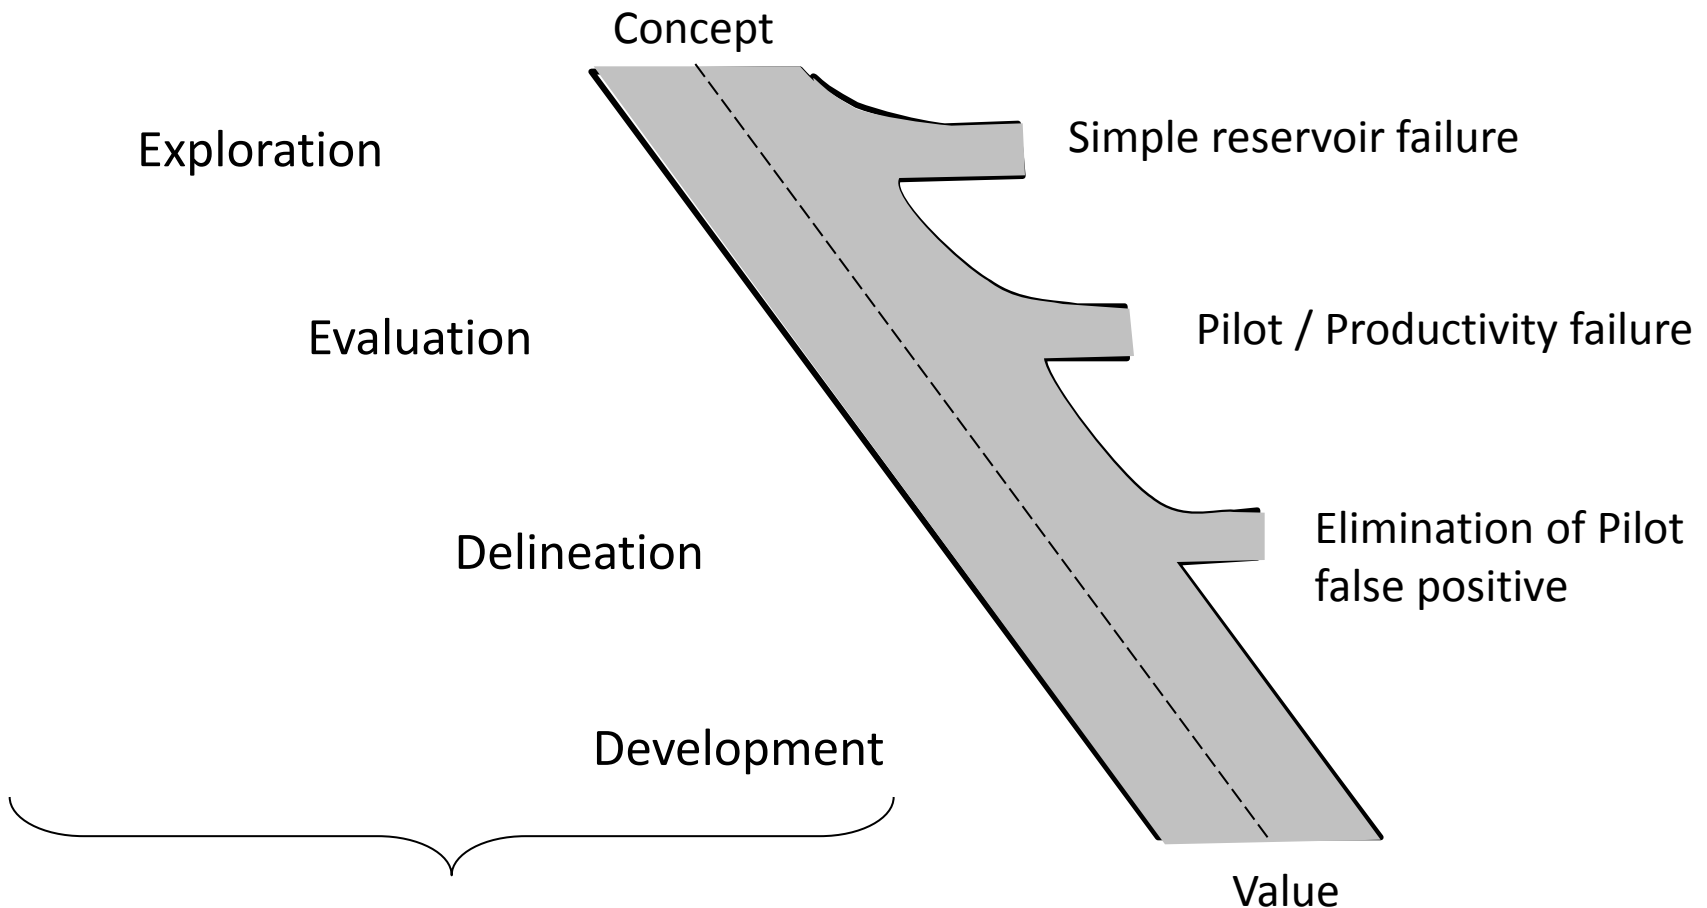 Concept
Exploration
Simple reservoir failure
Evaluation
Pilot / Productivity failure
Delineation
Elimination of Pilot
false positive
Development
Value